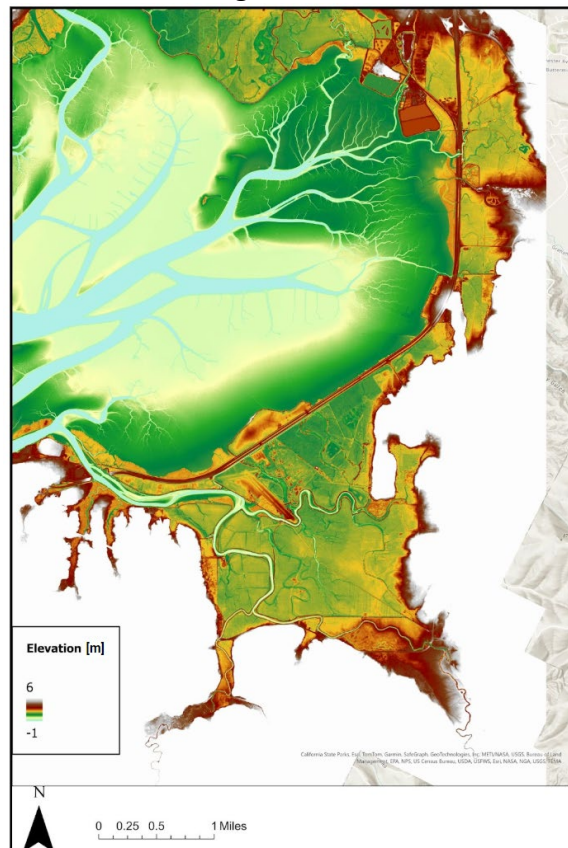 Elevation [m]
6
-1
California State Parks, Esri, TomTom, Garmin, SafeGraph, GeoTechnologies, Inc, METI/NASA, USGS, Bureau of Land
Management, EPA, NPS, US Census Bureau, USDA, USFWS, Esri, NASA, NGA, USGS, FEMA
N
0 0.25 0.5 1 Miles